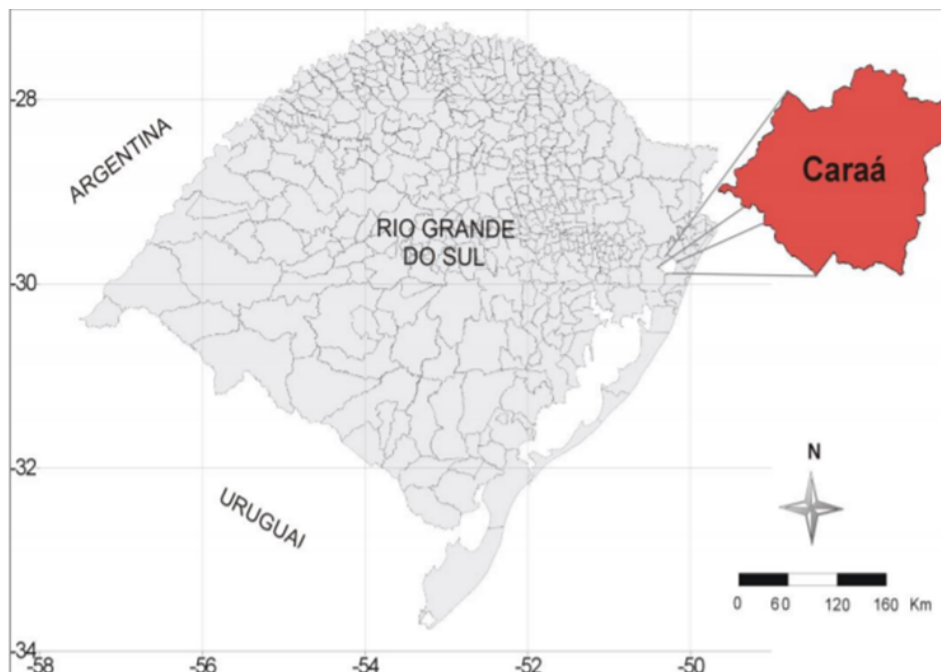 -28
ARGENTINA
Caraá
RIO GRANDE
DO SUL
-30
-32
N
URUGUAI
0 60 120 160 Km
-34
-58 -56 -54 -52 -50